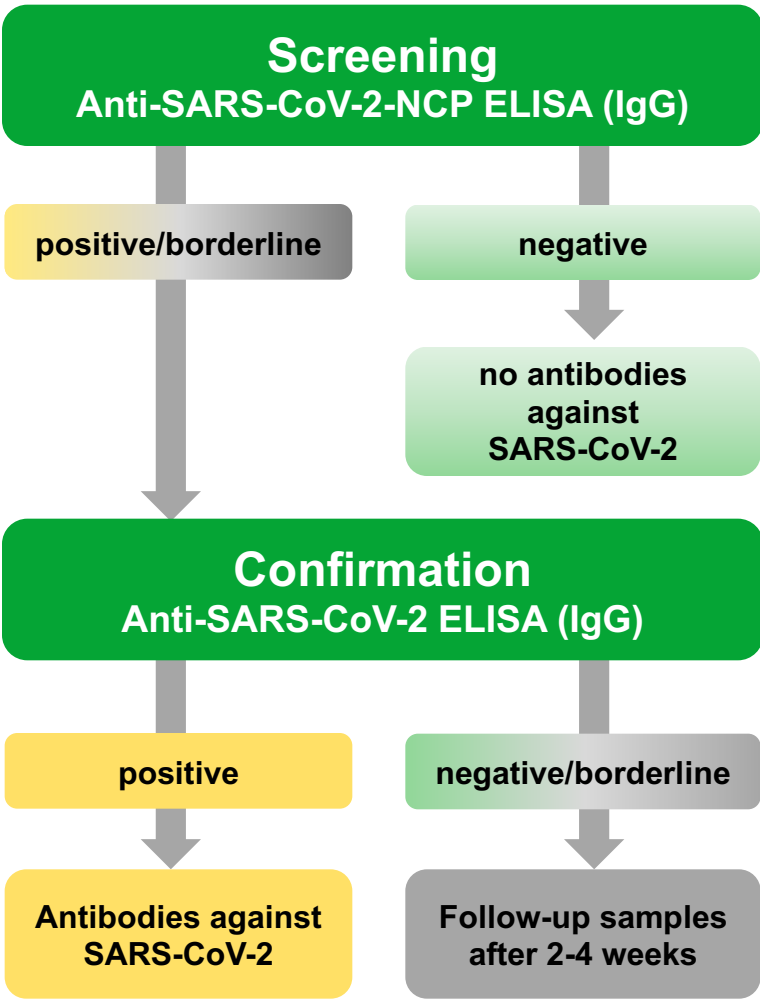 Screening
Anti-SARS-CoV-2-NCP ELISA (IgG)
positive/borderline
negative
no antibodies
against
SARS-CoV-2
Confirmation
Anti-SARS-CoV-2 ELISA (IgG)
positive
negative/borderline
Antibodies against
SARS-CoV-2
Follow-up samples
after 2-4 weeks